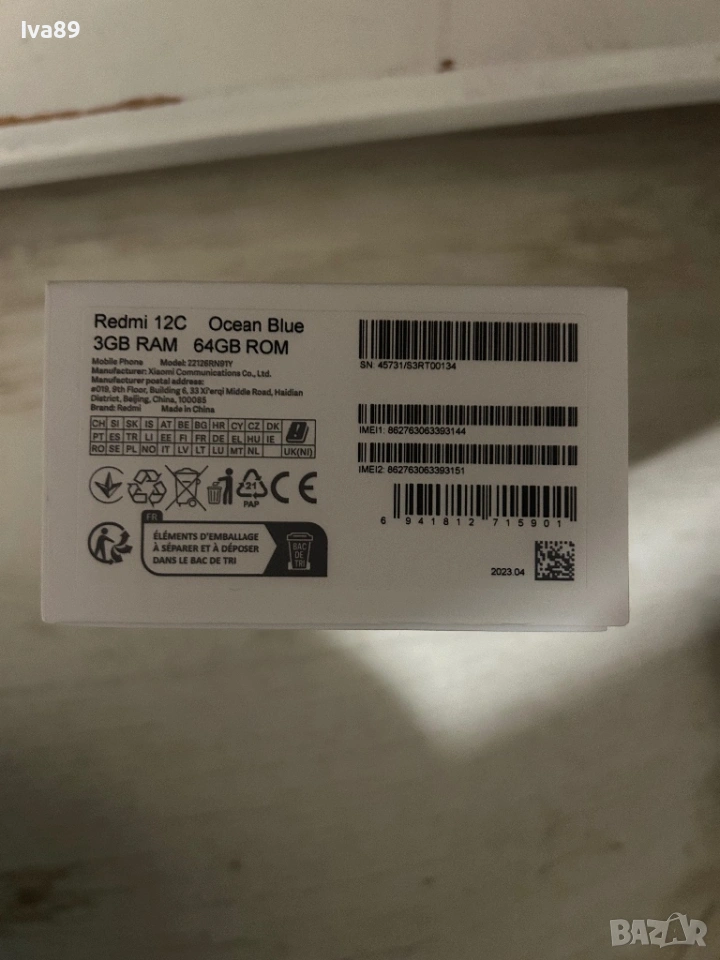 Iva89
Redmi 12C Ocean Blue
3GB RAM 64GB ROM
Mobile Phone Model: 22126RN91Y
Manufacturer: Xiaomi Communications Co., Ltd.
Manufacturer postal address:
#019, 9th Floor, Building 6, 33 Xi'erqi Middle Road, Haidian
District, Beijing, China, 100085
Brand: Redmi Made in China
CH SI SK IS AT BE BG HR CY CZ DK
PT ES TR LI EE FI FR DE EL HU IE
RO SE PL NO IT LV LT LU MT NL UK(NI)
21
PAP
CE
FR
ÉLÉMENTS D'EMBALLAGE
À SÉPARER ET À DÉPOSER
DANS LE BAC DE TRI
BAC
DE
TRI
SN: 45731/S3RT00134
IMEI1: 862763063393144
IMEI2: 862763063393151
6 941812 715901
2023.04
BAZAR